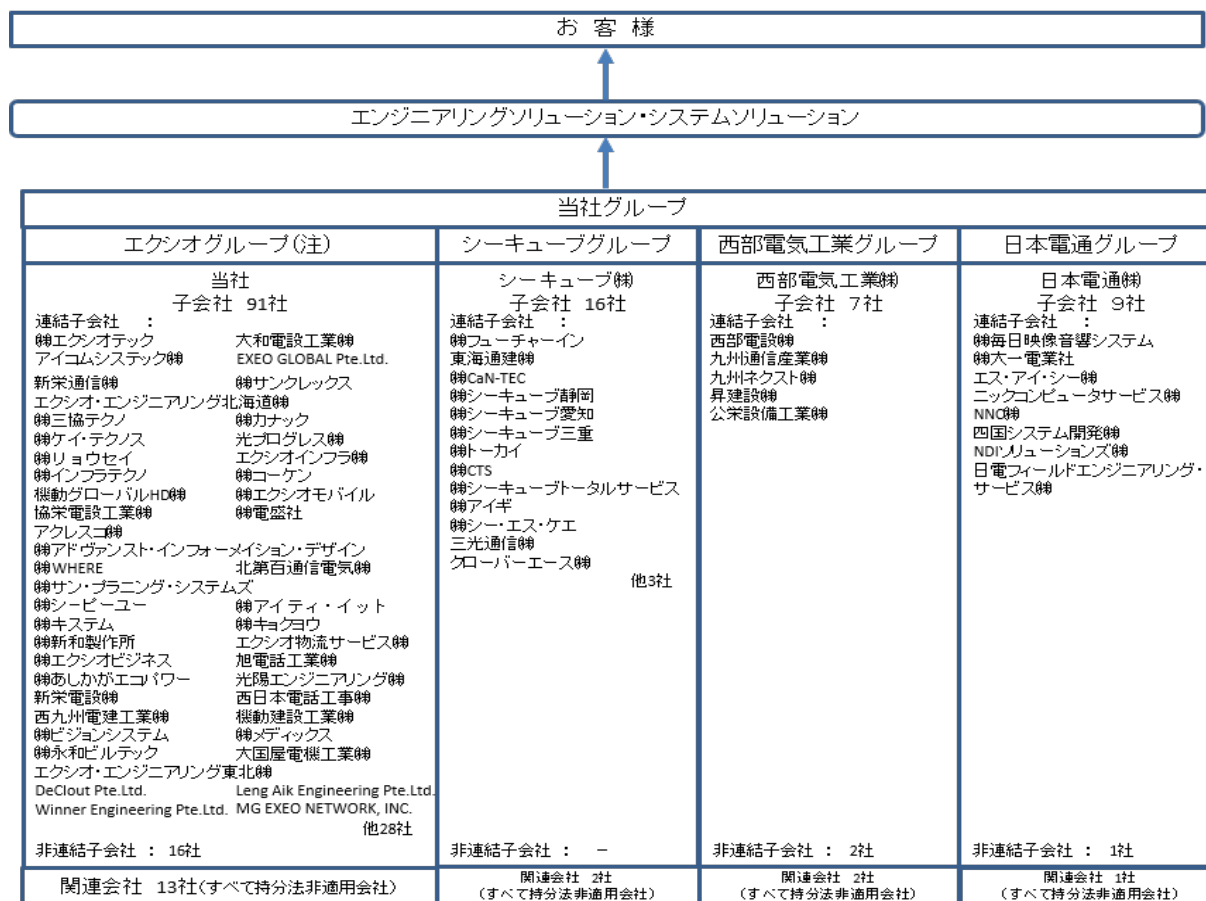 お 客 様
エンジニアリングソリューション・システムソリューション
当社グループ
エクシオグループ(注)
当社
子会社 91社
連結子会社 :
㈱エクシオテック 大和電設工業㈱
アイコムシステック㈱ EXEO GLOBAL Pte.Ltd.
新栄通信㈱ ㈱サンクレックス
エクシオ・エンジニアリング北海道㈱
㈱三協テクノ ㈱カナック
㈱ケイ・テクノス 光プログレス㈱
㈱リョウセイ エクシオインフラ㈱
㈱インフラテクノ ㈱コーケン
機動グローバルHD㈱ ㈱エクシオモバイル
協栄電設工業㈱ ㈱電盛社
アクレスコ㈱
㈱アドヴァンスト・インフォーメイション・デザイン
㈱WHERE 北第百通信電気㈱
㈱サン・プラニング・システムズ
㈱シーピーユー ㈱アイティ・イット
㈱キステム ㈱キョクヨウ
㈱新和製作所 エクシオ物流サービス㈱
㈱エクシオビジネス 旭電話工業㈱
㈱あしかがエコパワー 光陽エンジニアリング㈱
新栄電設㈱ 西日本電話工事㈱
西九州電建工業㈱ 機動建設工業㈱
㈱ビジョンシステム ㈱メディックス
㈱永和ビルテック 大国屋電機工業㈱
エクシオ・エンジニアリング東北㈱
DeClout Pte.Ltd. Leng Aik Engineering Pte.Ltd.
Winner Engineering Pte.Ltd. MG EXEO NETWORK, INC.
他28社
非連結子会社 : 16社
関連会社 13社(すべて持分法非適用会社)
シーキューブグループ
シーキューブ㈱
子会社 16社
連結子会社 :
㈱フューチャーイン
東海通建㈱
㈱CaN-TEC
㈱シーキューブ静岡
㈱シーキューブ愛知
㈱シーキューブ三重
㈱トーカイ
㈱CTS
㈱シーキューブトータルサービス
㈱アイギ
㈱シー・エス・ケエ
三光通信㈱
クローバーエース㈱
他3社
非連結子会社 : −
関連会社 2社
(すべて持分法非適用会社)
西部電気工業グループ
西部電気工業㈱
子会社 7社
連結子会社 :
西部電設㈱
九州通信産業㈱
九州ネクスト㈱
昇建設㈱
公栄設備工業㈱
非連結子会社 : 2社
関連会社 2社
(すべて持分法非適用会社)
日本電通グループ
日本電通㈱
子会社 9社
連結子会社 :
㈱毎日映像音響システム
㈱大一電業社
エス・アイ・シー㈱
ニックコンピュータサービス㈱
NNC㈱
四国システム開発㈱
NDIソリューションズ㈱
日電フィールドエンジニアリング・
サービス㈱
非連結子会社 : 1社
関連会社 1社
(すべて持分法非適用会社)